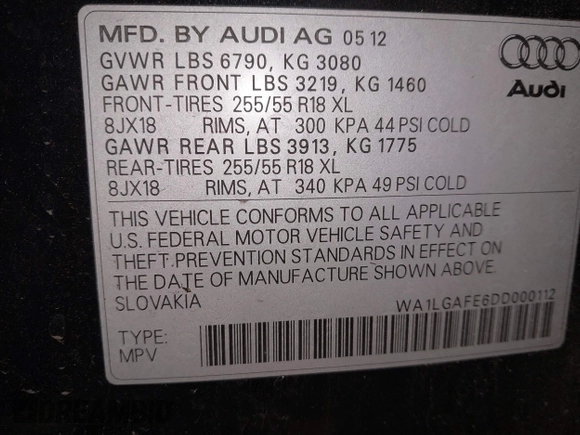 MFD. BY AUDI AG 05 12
GVWR LBS 6790, KG 3080
GAWR FRONT LBS 3219, KG 1460
FRONT-TIRES 255/55 R18 XL
8JX18 RIMS, AT 300 KPA 44 PSI COLD
GAWR REAR LBS 3913, KG 1775
REAR-TIRES 255/55 R18 XL
8JX18 RIMS, AT 340 KPA 49 PSI COLD
Audi
THIS VEHICLE CONFORMS TO ALL APPLICABLE
U.S. FEDERAL MOTOR VEHICLE SAFETY AND
THEFT.PREVENTION STANDARDS IN EFFECT ON
THE DATE OF MANUFACTURE SHOWN ABOVE.
SLOVAKIA
WA1LGAFE6DD000112
TYPE:
MPV
DREAMBID